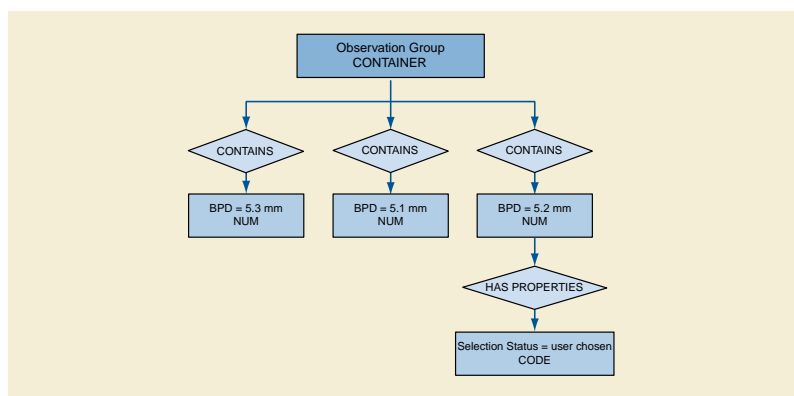 Observation Group
CONTAINER
CONTAINS
CONTAINS
CONTAINS
BPD = 5.3 mm
NUM
BPD = 5.1 mm
NUM
BPD = 5.2 mm
NUM
HAS PROPERTIES
Selection Status = user chosen
CODE